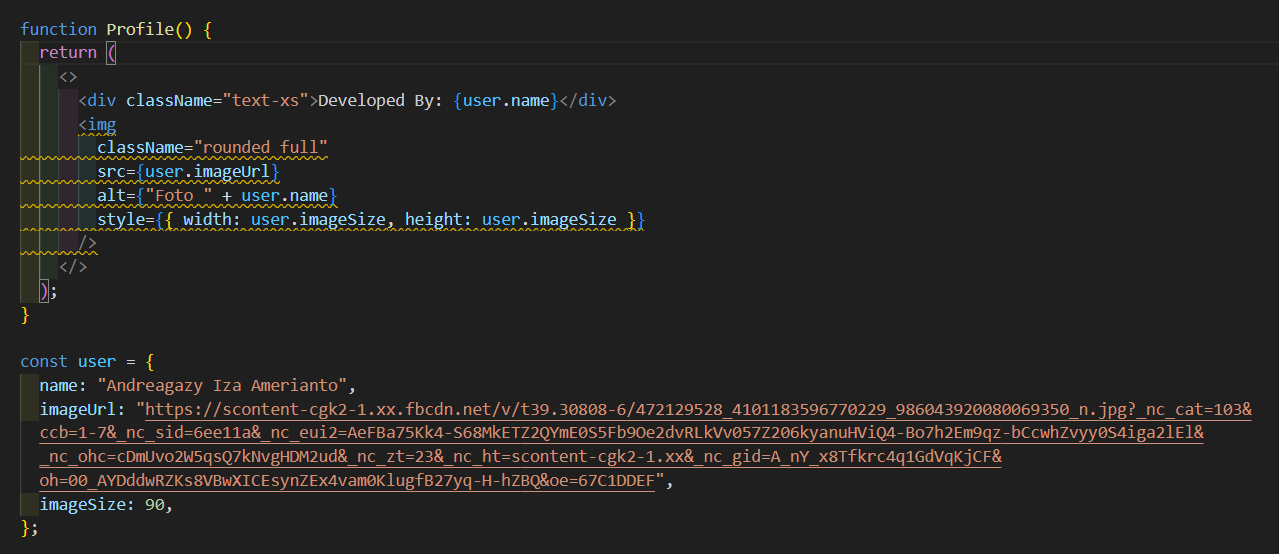 function Profile() {
return (
<>
<div className="text-xs">Developed By: {user.name}</div>
<img
className="rounded full"
src={user.imageUrl}
alt={"Foto " + user.name}
style={{ width: user.imageSize, height: user.imageSize }}
/>
</>
);
}
const user = {
name: "Andreagazy Iza Amerianto",
imageUrl: "https://scontent-cgk2-1.xx.fbcdn.net/v/t39.30808-6/472129528_4101183596770229_986043920080069350_n.jpg?_nc_cat=103&
ccb=1-7&_nc_sid=6ee11a&_nc_eui2=AeFBa75Kk4-S68MkETZ2QYmE0S5Fb9Oe2dvRLkVv057Z206kyanuHViQ4-Bo7h2Em9qz-bCcwhZvyy0S4iga2lEl&
_nc_ohc=cDmUvo2W5qsQ7kNvgHDM2ud&_nc_zt=23&_nc_ht=scontent-cgk2-1.xx&_nc_gid=A_nY_x8Tfkrc4q1GdVqKjCF&
oh=00_AYDddwRZKs8VBwXICEsynZEx4vam0KlugfB27yq-H-hZBQ&oe=67C1DDEF",
imageSize: 90,
};